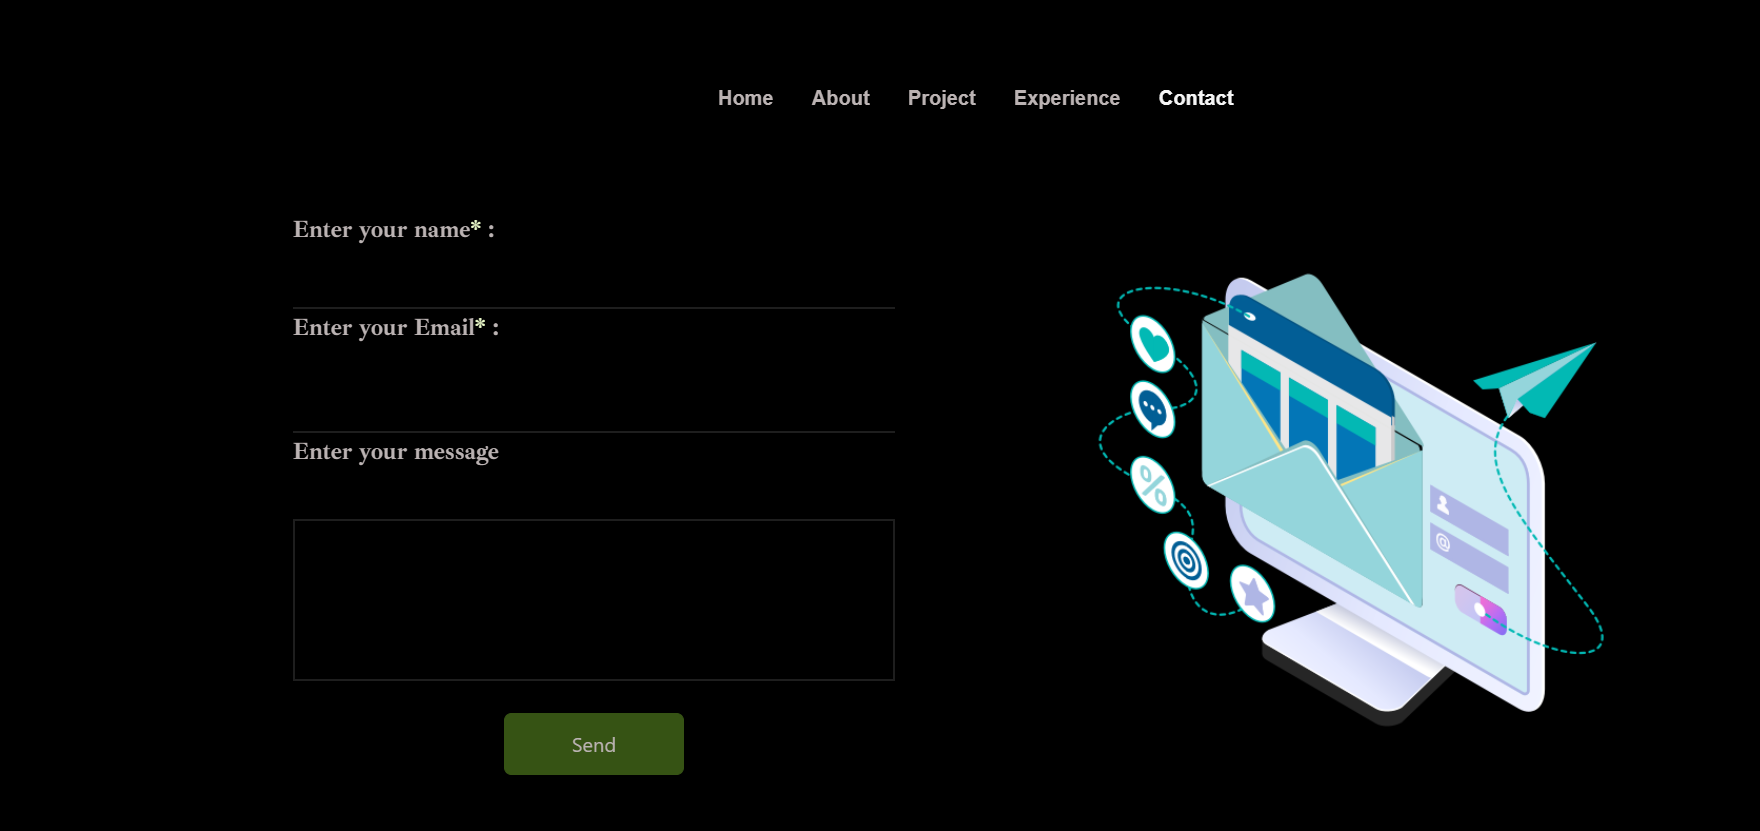 Home About Project Experience Contact
Enter your name* :
Enter your Email* :
Enter your message
Send